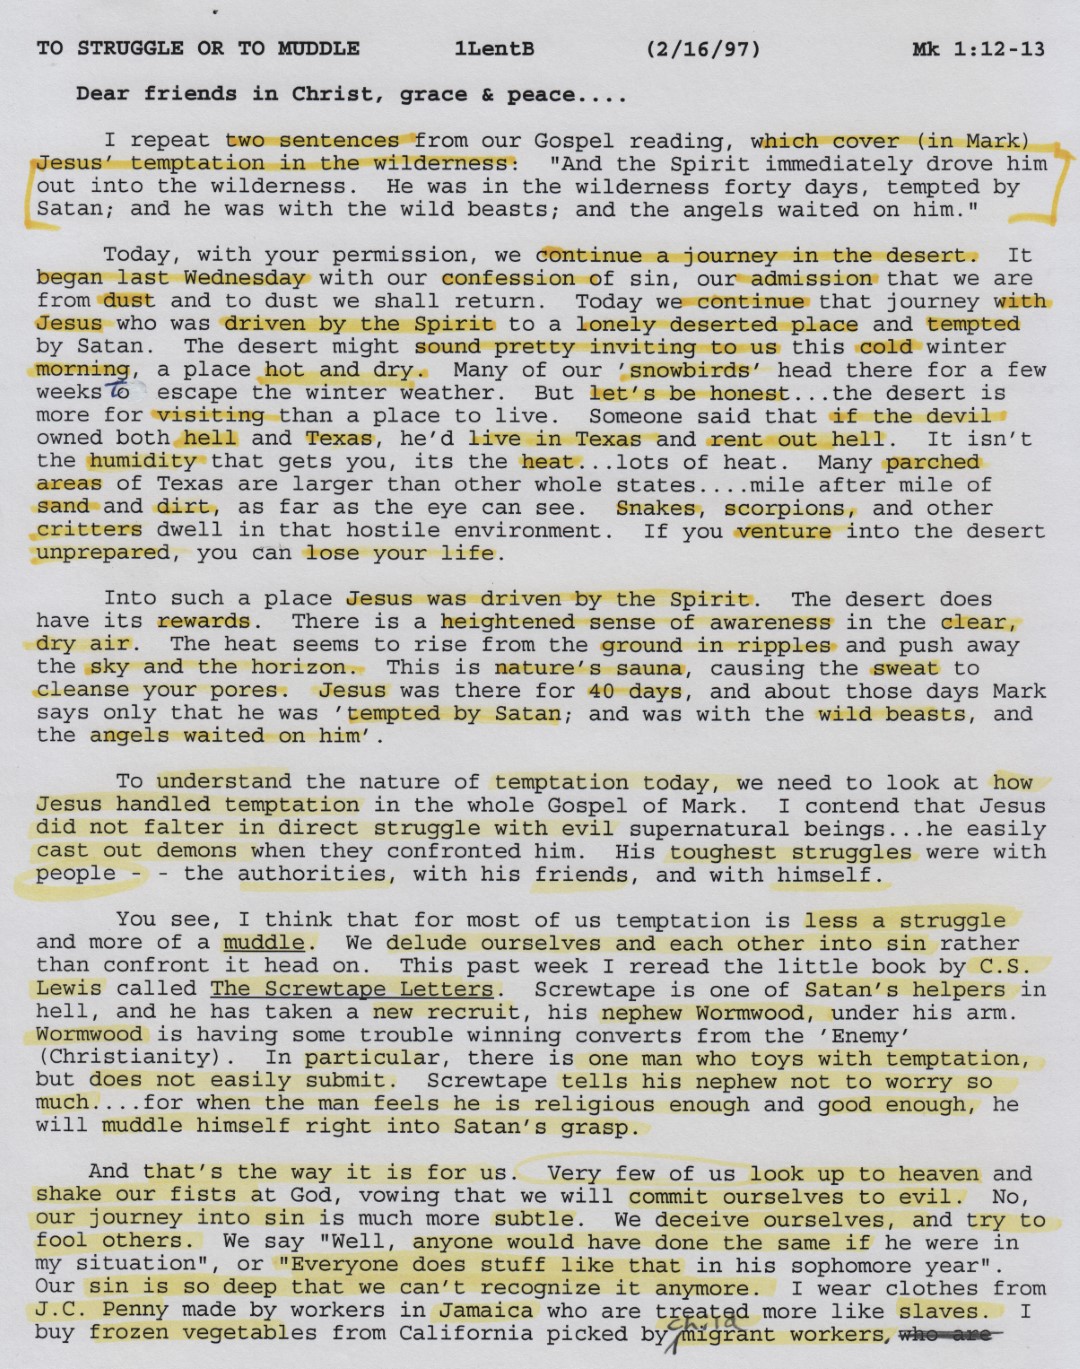 TO STRUGGLE OR TO MUDDLE 1LentB (2/16/97) Mk 1:12-13
Dear friends in Christ, grace & peace....
I repeat two sentences from our Gospel reading, which cover (in Mark)
Jesus' temptation in the wilderness: "And the Spirit immediately drove him
out into the wilderness. He was in the wilderness forty days, tempted by
Satan; and he was with the wild beasts; and the angels waited on him."
Today, with your permission, we continue a journey in the desert. It
began last Wednesday with our confession of sin, our admission that we are
from dust and to dust we shall return. Today we continue that journey with
Jesus who was driven by the Spirit to a lonely deserted place and tempted
by Satan. The desert might sound pretty inviting to us this cold winter
morning, a place hot and dry. Many of our 'snowbirds' head there for a few
weeks to escape the winter weather. But let's be honest...the desert is
more for visiting than a place to live. Someone said that if the devil
owned both hell and Texas, he'd live in Texas and rent out hell. It isn't
the humidity that gets you, its the heat...lots of heat. Many parched
areas of Texas are larger than other whole states....mile after mile of
sand and dirt, as far as the eye can see. Snakes, scorpions, and other
critters dwell in that hostile environment. If you venture into the desert
unprepared, you can lose your life.
Into such a place Jesus was driven by the Spirit. The desert does
have its rewards. There is a heightened sense of awareness in the clear,
dry air. The heat seems to rise from the ground in ripples and push away
the sky and the horizon. This is nature's sauna, causing the sweat to
cleanse your pores. Jesus was there for 40 days, and about those days Mark
says only that he was 'tempted by Satan; and was with the wild beasts, and
the angels waited on him'.
To understand the nature of temptation today, we need to look at how
Jesus handled temptation in the whole Gospel of Mark. I contend that Jesus
did not falter in direct struggle with evil supernatural beings...he easily
cast out demons when they confronted him. His toughest struggles were with
people - - the authorities, with his friends, and with himself.
You see, I think that for most of us temptation is less a struggle
and more of a muddle. We delude ourselves and each other into sin rather
than confront it head on. This past week I reread the little book by C.S.
Lewis called The Screwtape Letters. Screwtape is one of Satan's helpers in
hell, and he has taken a new recruit, his nephew Wormwood, under his arm.
Wormwood is having some trouble winning converts from the 'Enemy'
(Christianity). In particular, there is one man who toys with temptation,
but does not easily submit. Screwtape tells his nephew not to worry so
much....for when the man feels he is religious enough and good enough, he
will muddle himself right into Satan's grasp.
And that's the way it is for us. Very few of us look up to heaven and
shake our fists at God, vowing that we will commit ourselves to evil. No,
our journey into sin is much more subtle. We deceive ourselves, and try to
fool others. We say "Well, anyone would have done the same if he were in
my situation", or "Everyone does stuff like that in his sophomore year".
Our sin is so deep that we can't recognize it anymore. I wear clothes from
J.C. Penny made by workers in Jamaica who are treated more like slaves. I
buy frozen vegetables from California picked by child migrant workers, who are